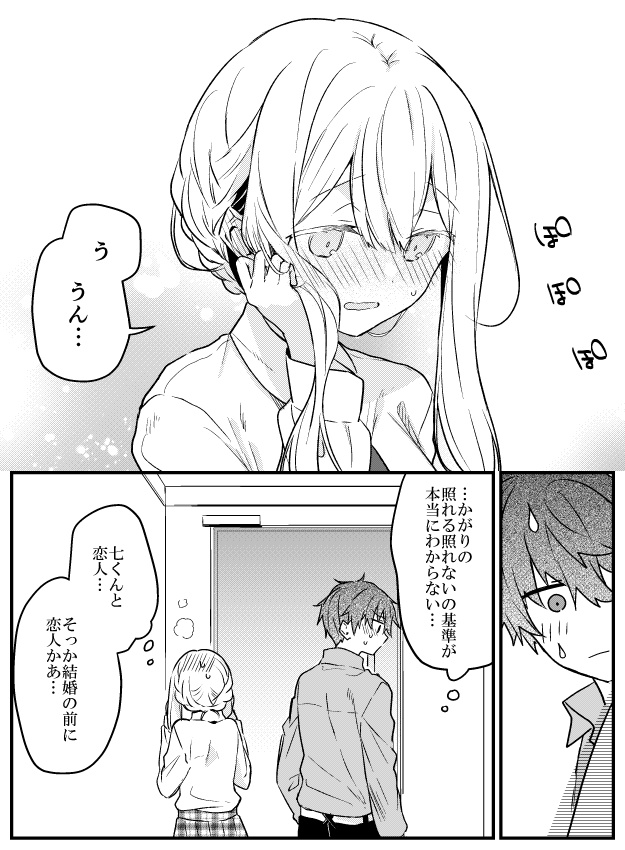 う
うん…
ぽ
ぽ
ぽ
…かがりの
照れる照れないの基準が
本当にわからない…
七くんと
恋人…
そっか結婚の前に
恋人かあ…